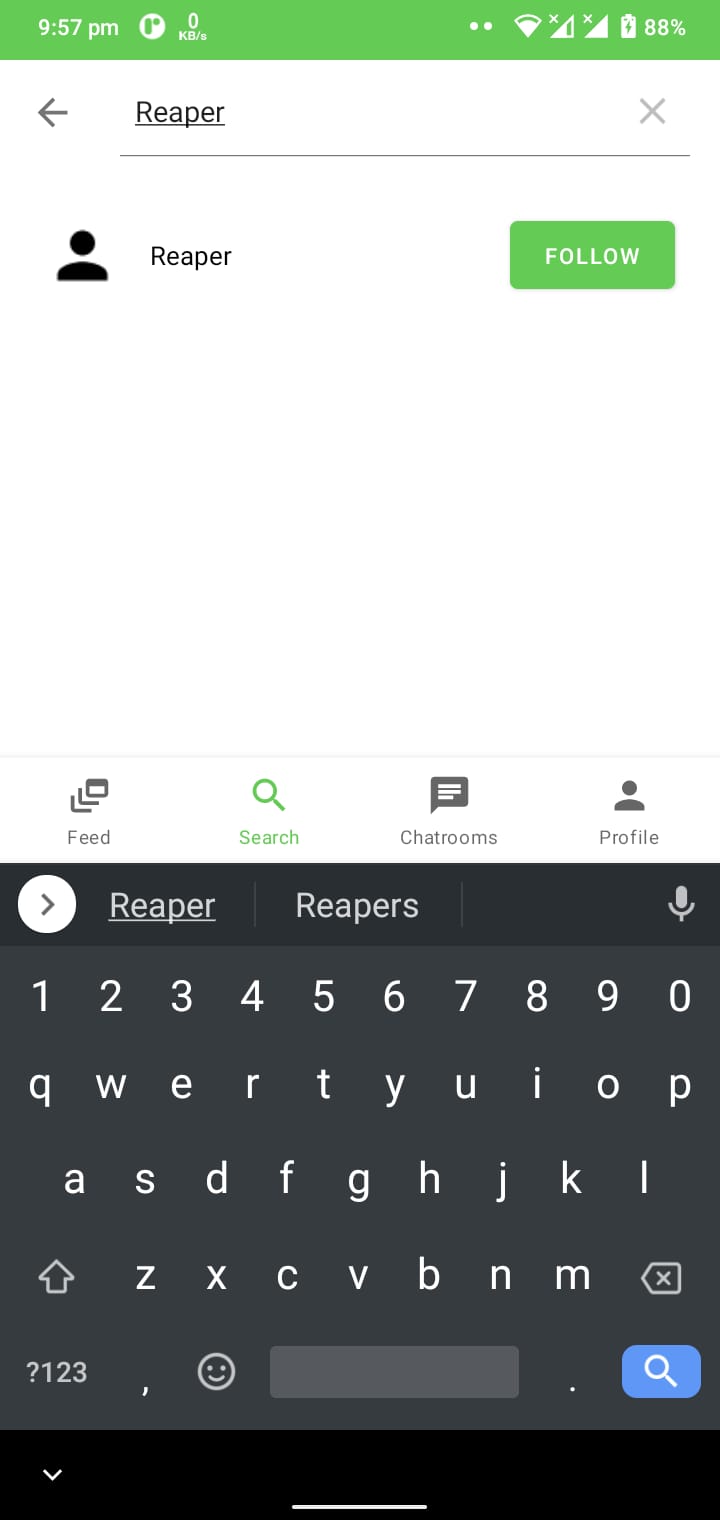 9:57 pm 0 KB/s 88%
Reaper
Reaper FOLLOW
Feed Search Chatrooms Profile
Reaper Reapers
1 2 3 4 5 6 7 8 9 0
q w e r t y u i o p
a s d f g h j k l
z x c v b n m
?123 , .